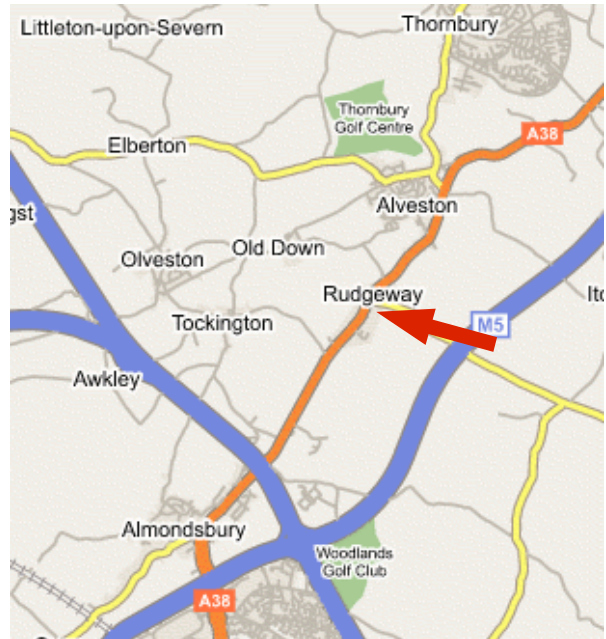 Littleton-upon-Severn
Thornbury
Thornbury
Golf Centre
A38
Elberton
Alveston
gst
Old Down
Olveston
Rudgeway
Ito
Tockington
M5
Awkley
Almondsbury
Woodlands
Golf Club
A38